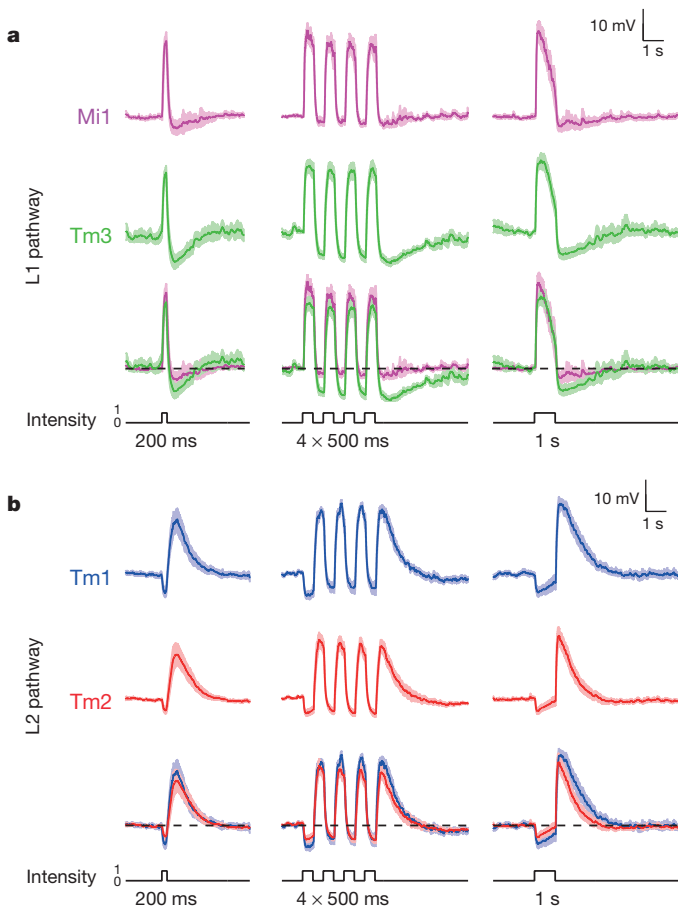 a
10 mV
1 s
Mi1
L1 pathway
Tm3
Intensity
1
0
200 ms
4 × 500 ms
1 s
b
10 mV
1 s
Tm1
L2 pathway
Tm2
Intensity
1
0
200 ms
4 × 500 ms
1 s